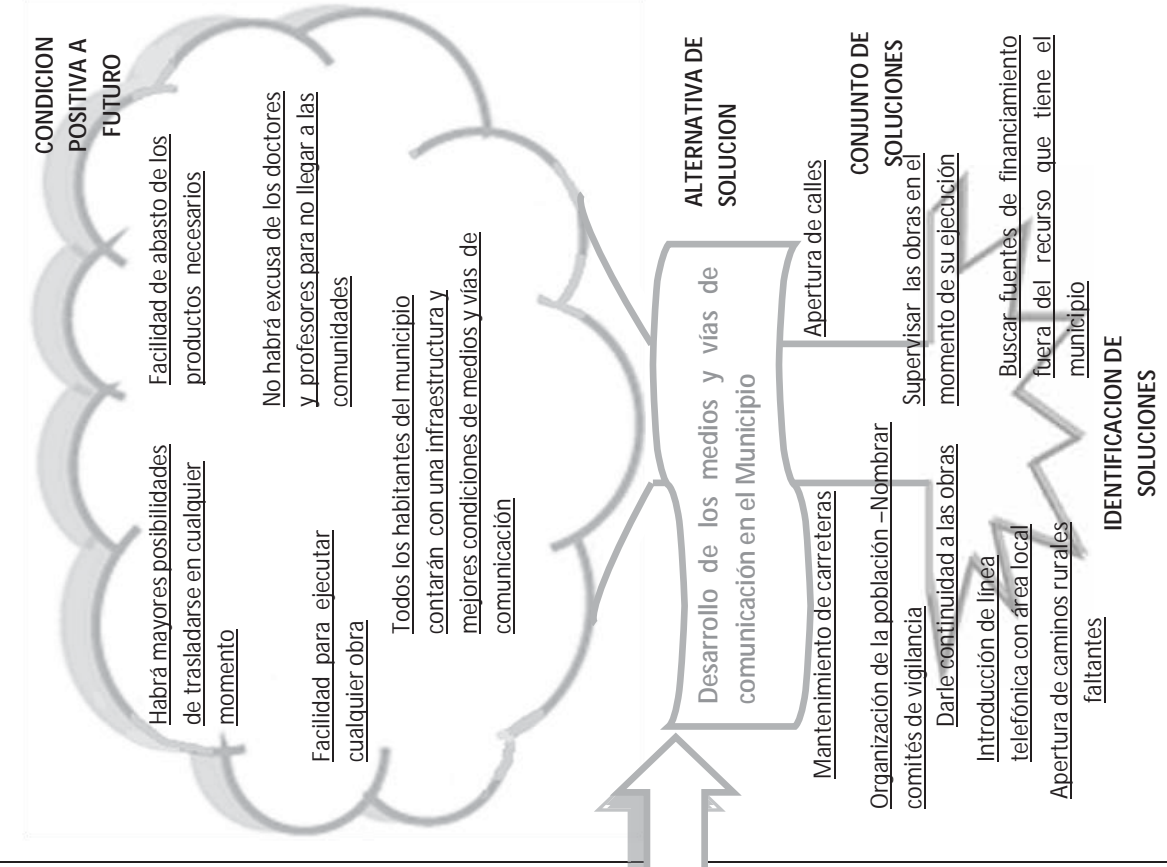 CONDICION
POSITIVA A
FUTURO
Habrá mayores posibilidades
de trasladarse en cualquier
momento
Facilidad de abasto de los
productos necesarios
No habrá excusa de los doctores
y profesores para no llegar a las
comunidades
Facilidad para ejecutar
cualquier obra
Todos los habitantes del municipio
contarán con una infraestructura y
mejores condiciones de medios y vías de
comunicación
ALTERNATIVA DE
SOLUCION
Desarrollo de los medios y vías de
comunicación en el Municipio
Mantenimiento de carreteras
Apertura de calles
CONJUNTO DE
SOLUCIONES
Organización de la población –Nombrar
comités de vigilancia
Supervisar las obras en el
momento de su ejecución
Darle continuidad a las obras
Introducción de línea
telefónica con área local
Buscar fuentes de financiamiento
fuera del recurso que tiene el
municipio
Apertura de caminos rurales
faltantes
IDENTIFICACION DE
SOLUCIONES